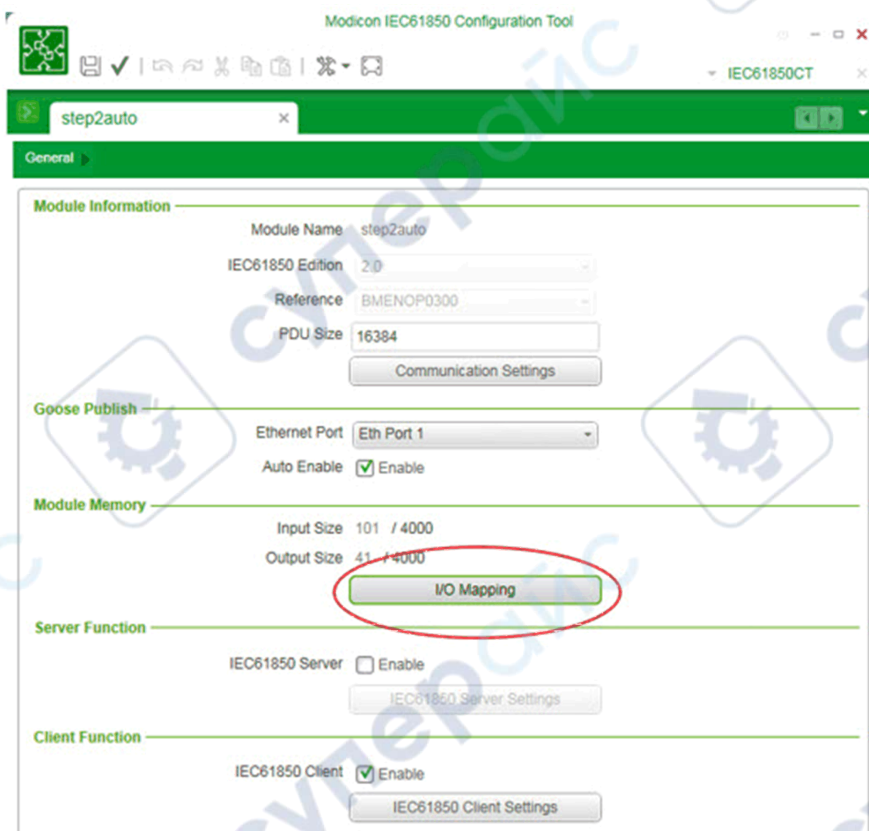 Modicon IEC61850 Configuration Tool
IEC61850CT
step2auto
General
Module Information
Module Name step2auto
IEC61850 Edition 2.0
Reference BMENOP0300
PDU Size 16384
Communication Settings
Goose Publish
Ethernet Port Eth Port 1
Auto Enable Enable
Module Memory
Input Size 101 / 4000
Output Size 41 / 4000
I/O Mapping
Server Function
IEC61850 Server Enable
IEC61850 Server Settings
Client Function
IEC61850 Client Enable
IEC61850 Client Settings
суперайс